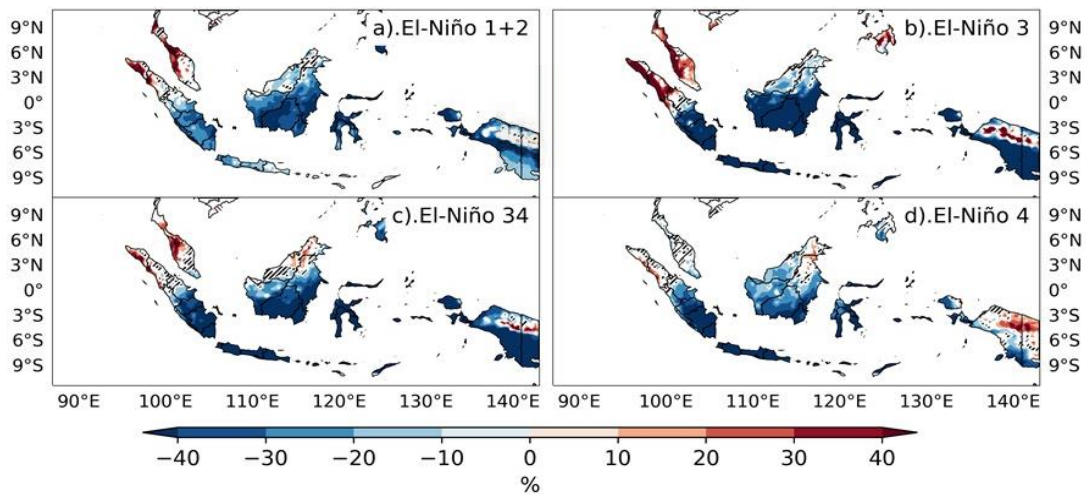 a).El-Niño 1+2
b).El-Niño 3
9°N
6°N
3°N
0°
3°S
6°S
9°S
9°N
6°N
3°N
0°
3°S
6°S
9°S
c).El-Niño 34
d).El-Niño 4
9°N
6°N
3°N
0°
3°S
6°S
9°S
9°N
6°N
3°N
0°
3°S
6°S
9°S
90°E 100°E 110°E 120°E 130°E 140°E 90°E 100°E 110°E 120°E 130°E 140°E
−40 −30 −20 −10 0 10 20 30 40
%